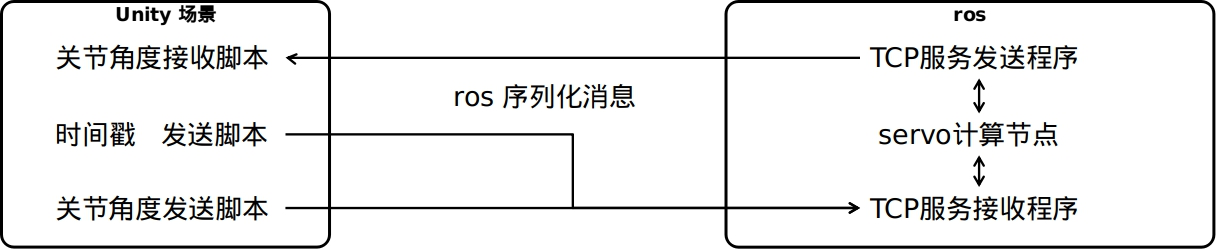 Unity 场景
关节角度接收脚本
时间戳 发送脚本
关节角度发送脚本
ros 序列化消息
ros
TCP服务发送程序
servo计算节点
TCP服务接收程序